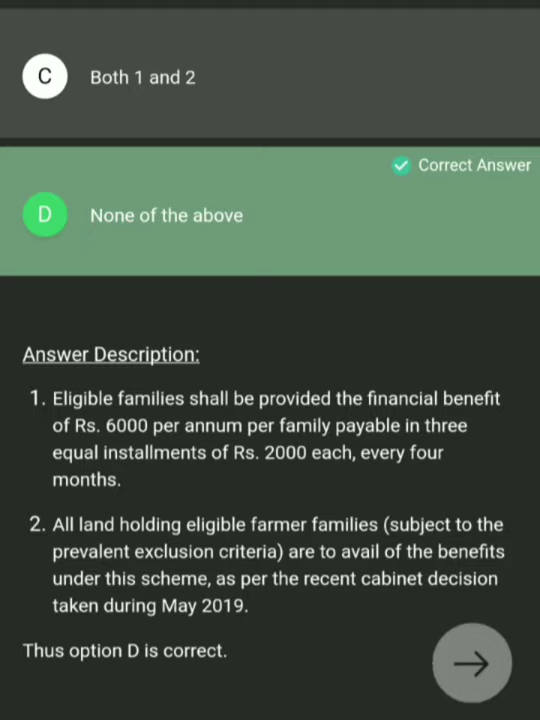 C Both 1 and 2
Correct Answer
D None of the above
Answer Description:
1. Eligible families shall be provided the financial benefit
of Rs. 6000 per annum per family payable in three
equal installments of Rs. 2000 each, every four
months.
2. All land holding eligible farmer families (subject to the
prevalent exclusion criteria) are to avail of the benefits
under this scheme, as per the recent cabinet decision
taken during May 2019.
Thus option D is correct.